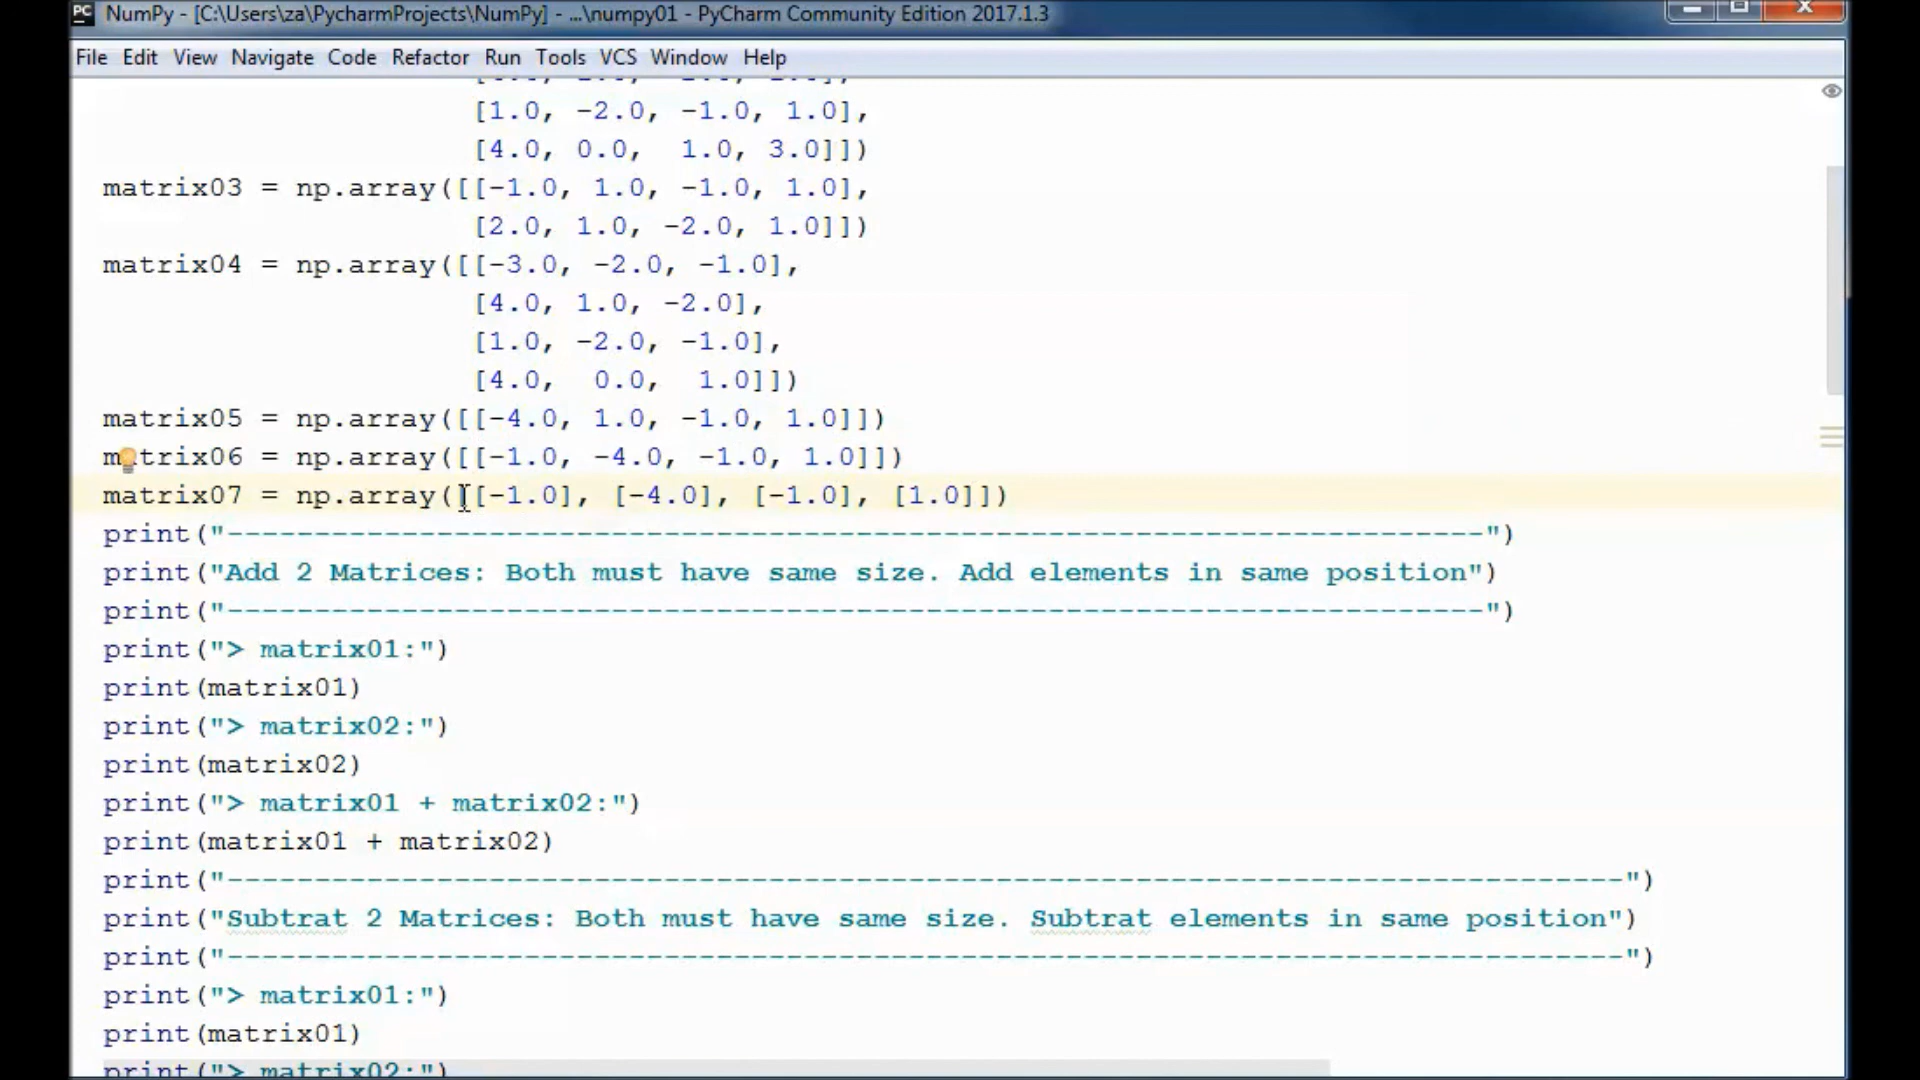 PC NumPy - [C:\Users\za\PycharmProjects\NumPy] - ...\numpy01 - PyCharm Community Edition 2017.1.3
File Edit View Navigate Code Refactor Run Tools VCS Window Help
[1.0, -2.0, -1.0, 1.0],
[4.0, 0.0, 1.0, 3.0]])
matrix03 = np.array([[-1.0, 1.0, -1.0, 1.0],
[2.0, 1.0, -2.0, 1.0]])
matrix04 = np.array([[-3.0, -2.0, -1.0],
[4.0, 1.0, -2.0],
[1.0, -2.0, -1.0],
[4.0, 0.0, 1.0]])
matrix05 = np.array([[-4.0, 1.0, -1.0, 1.0]])
matrix06 = np.array([[-1.0, -4.0, -1.0, 1.0]])
matrix07 = np.array([[-1.0], [-4.0], [-1.0], [1.0]])
print("------------------------------------------------------------------------")
print("Add 2 Matrices: Both must have same size. Add elements in same position")
print("------------------------------------------------------------------------")
print("> matrix01:")
print(matrix01)
print("> matrix02:")
print(matrix02)
print("> matrix01 + matrix02:")
print(matrix01 + matrix02)
print("--------------------------------------------------------------------------------")
print("Subtrat 2 Matrices: Both must have same size. Subtrat elements in same position")
print("--------------------------------------------------------------------------------")
print("> matrix01:")
print(matrix01)
print("> matrix02:")